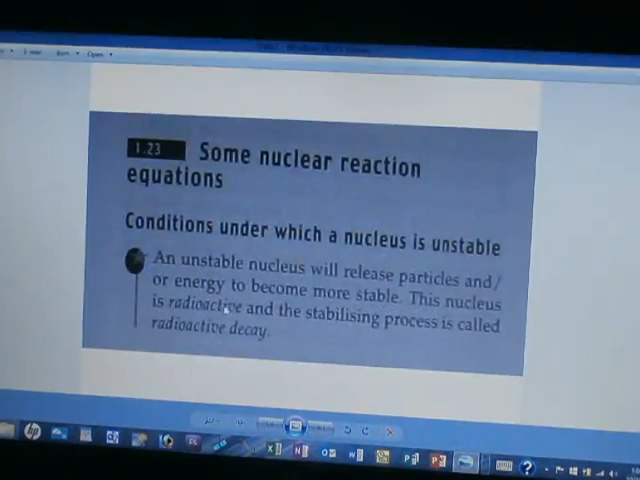 1.23 Some nuclear reaction
equations
Conditions under which a nucleus is unstable
An unstable nucleus will release particles and/
or energy to become more stable. This nucleus
is radioactive and the stabilising process is called
radioactive decay.